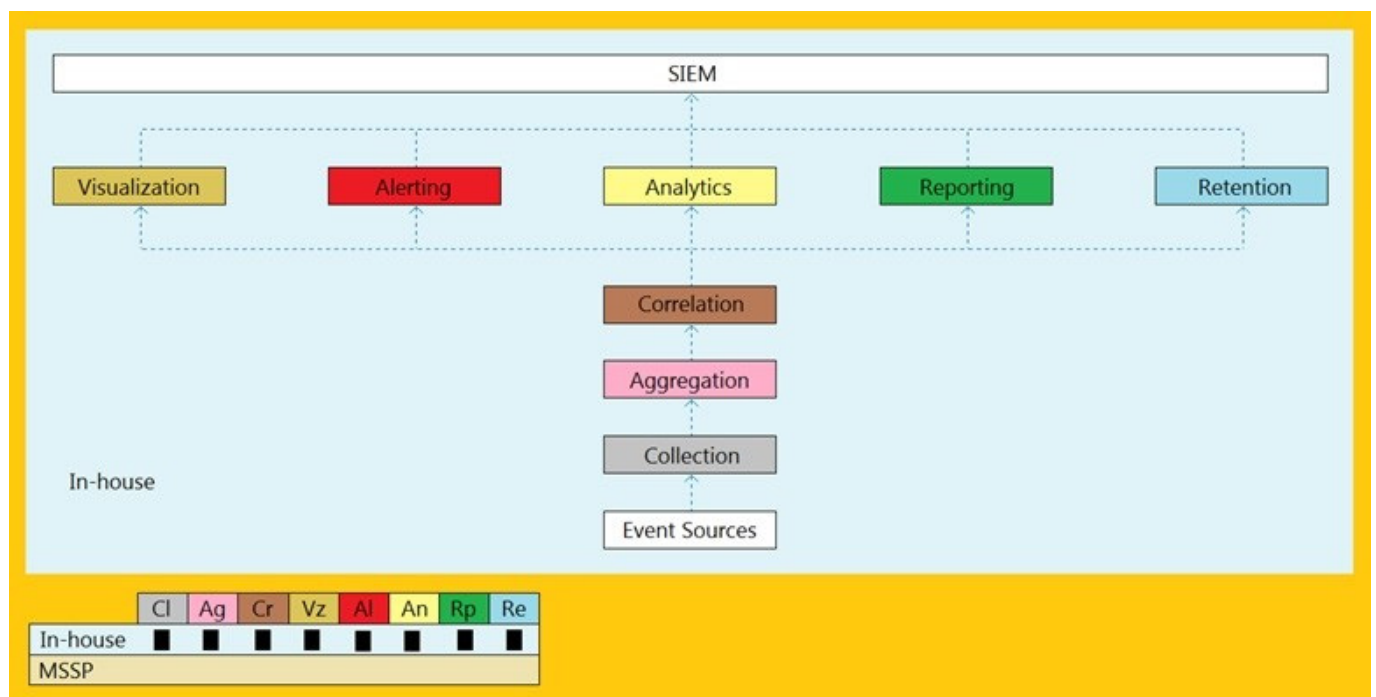 SIEM
Visualization Alerting Analytics Reporting Retention
Correlation
Aggregation
Collection
In-house
Event Sources
Cl Ag Cr Vz Al An Rp Re
In-house
MSSP